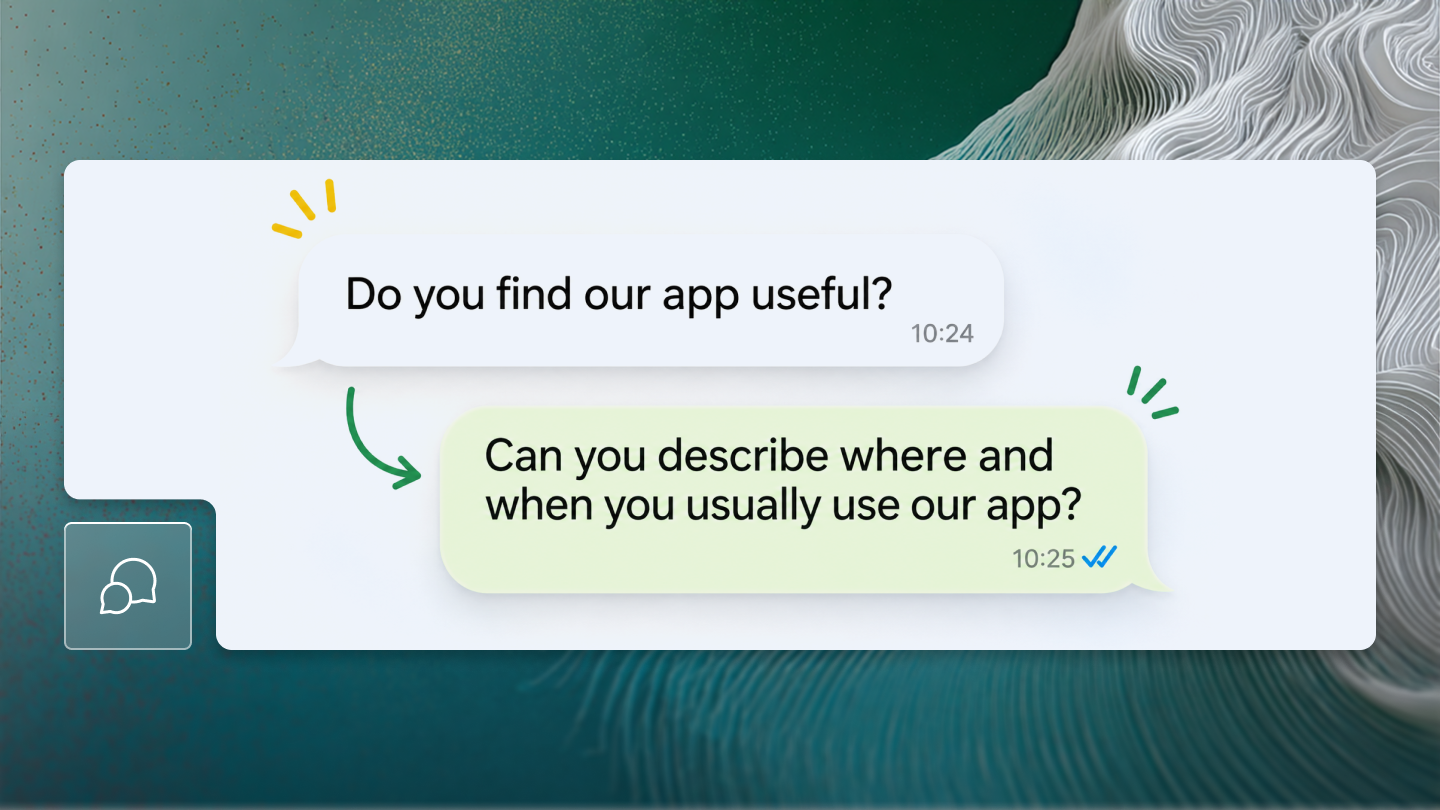 Do you find our app useful?
10:24
Can you describe where and
when you usually use our app?
10:25